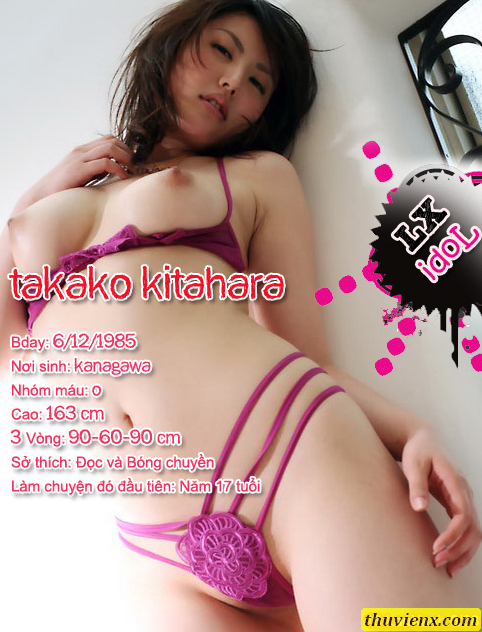 LX
idoL
takako kitahara
Bday: 6/12/1985
Nơi sinh: kanagawa
Nhóm máu: o
Cao: 163 cm
3 Vòng: 90-60-90 cm
Sở thích: Đọc và Bóng chuyền
Làm chuyện đó đầu tiên: Năm 17 tuổi
thuvienx.com